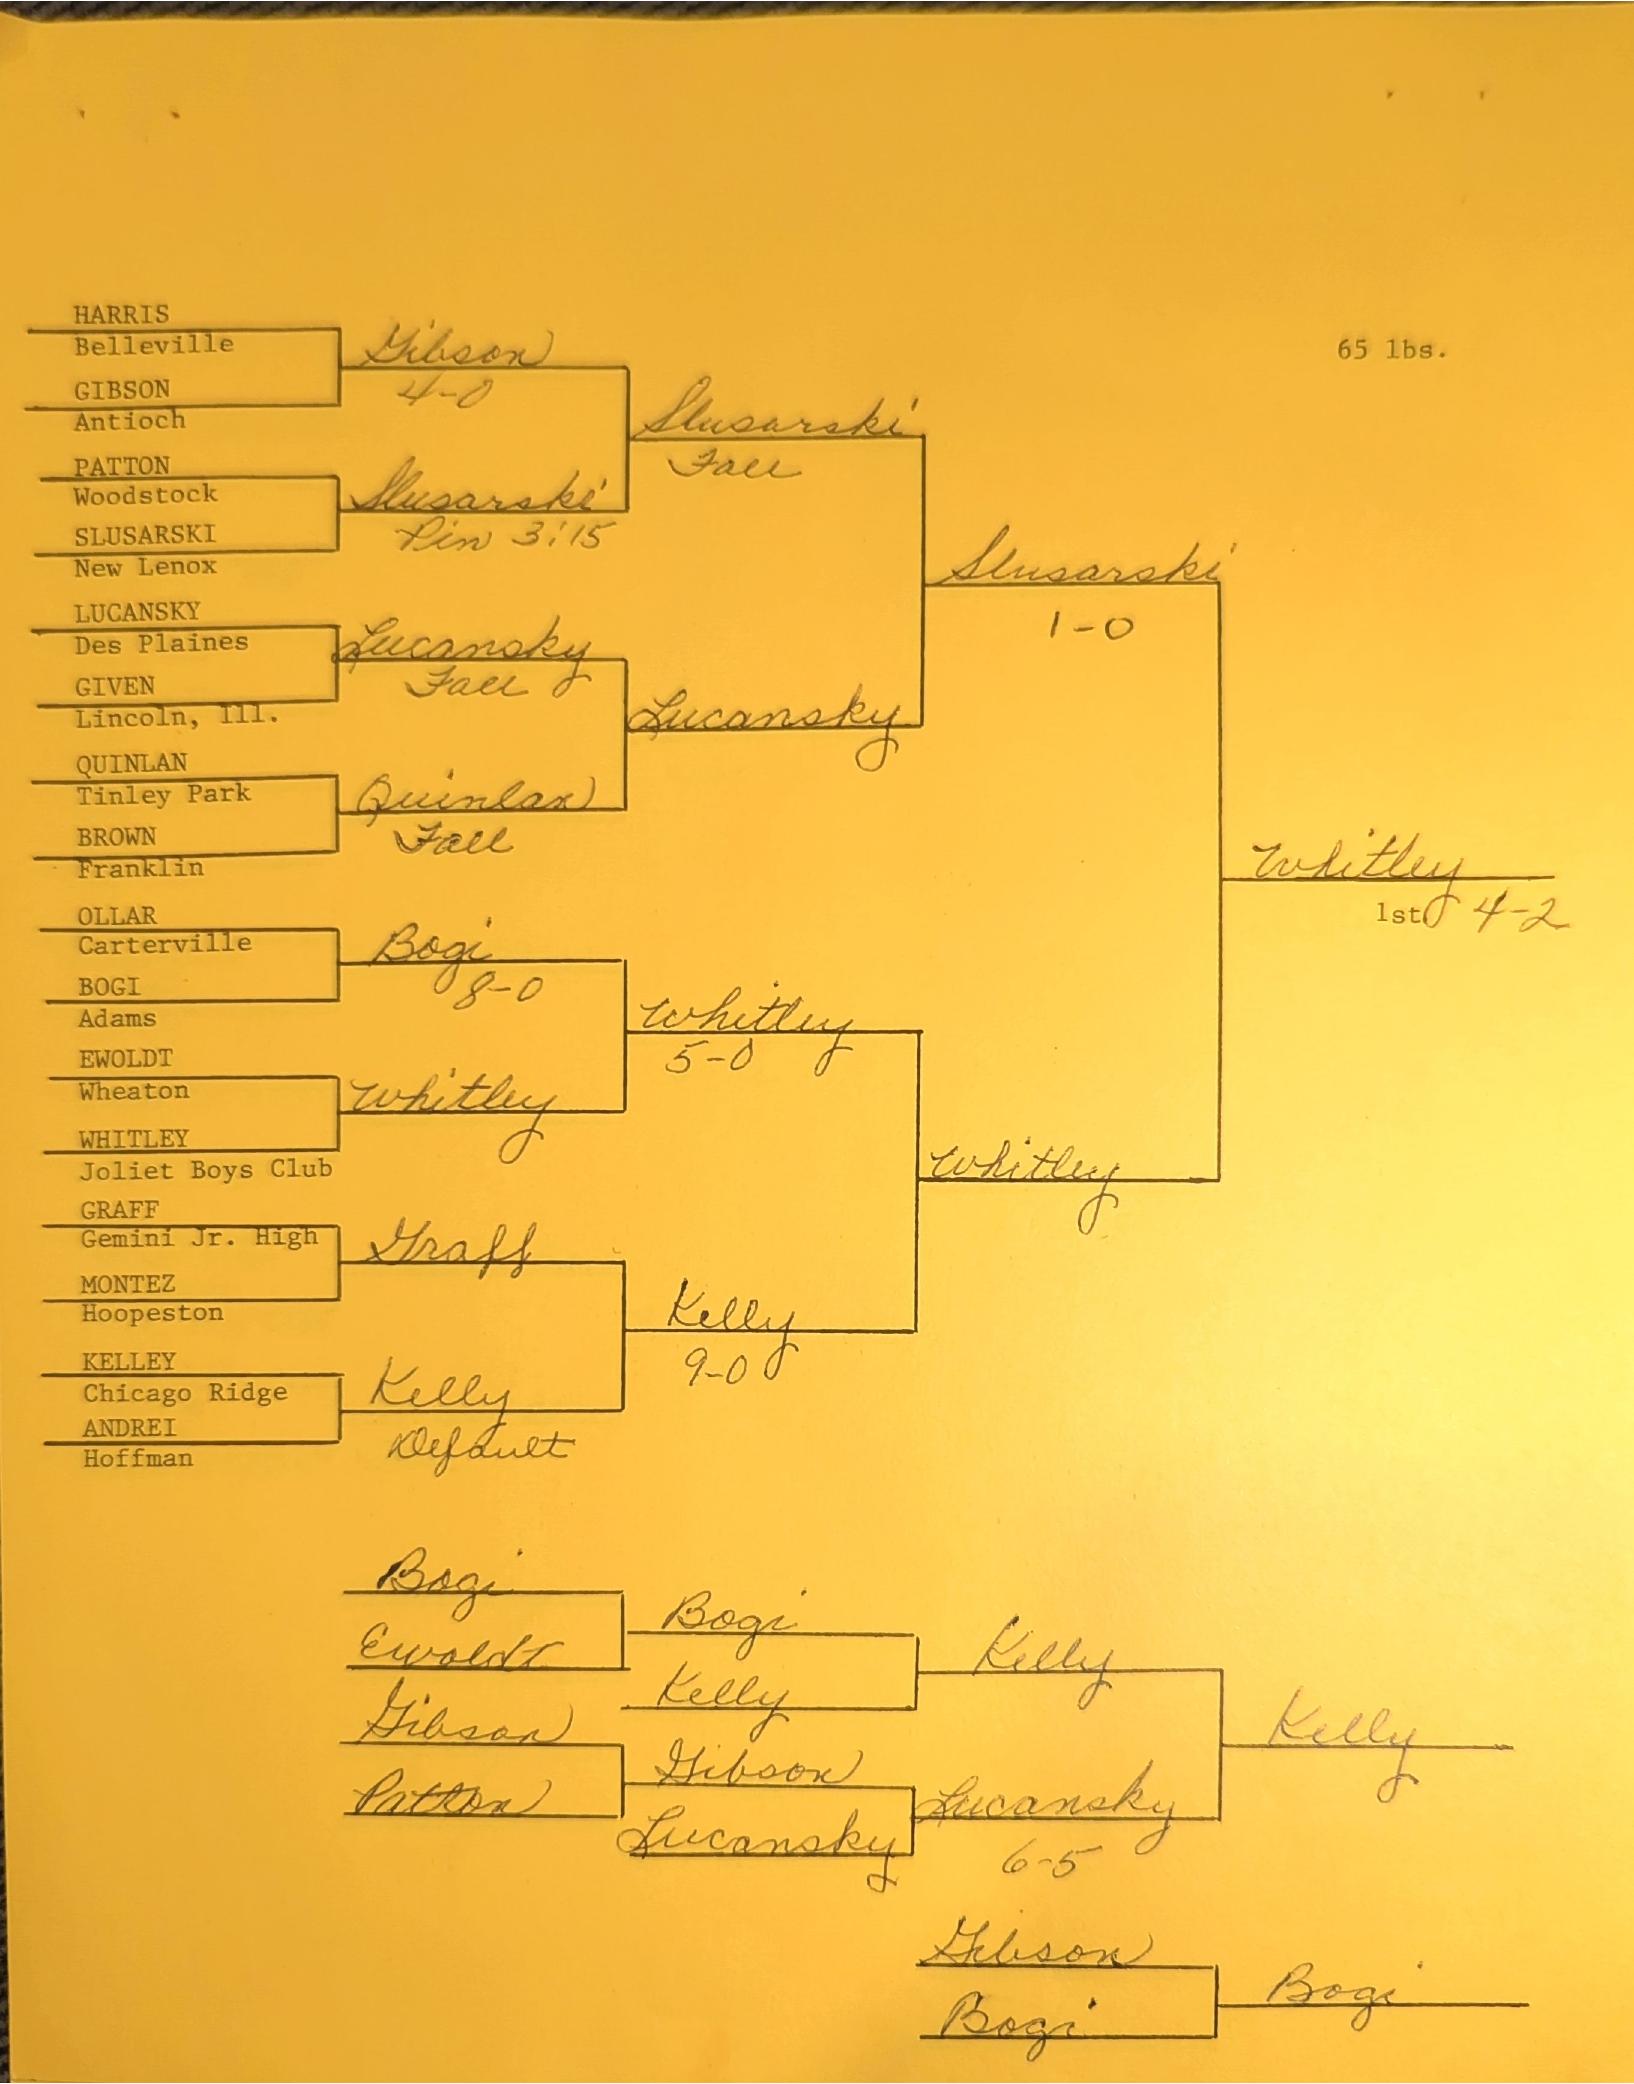 65 lbs.
HARRIS
Belleville
GIBSON
Antioch
PATTON
Woodstock
SLUSARSKI
New Lenox
LUCANSKY
Des Plaines
GIVEN
Lincoln, Ill.
QUINLAN
Tinley Park
BROWN
Franklin
OLLAR
Carterville
BOGI
Adams
EWOLDT
Wheaton
WHITLEY
Joliet Boys Club
GRAFF
Gemini Jr. High
MONTEZ
Hoopeston
KELLEY
Chicago Ridge
ANDREI
Hoffman
Gibson
4-0
Slusarski
Pin 3:15
Lucansky
Fall
Quinlan
Fall
Bogi
8-0
Whitley
Graff
Kelly
Default
Slusarski
Fall
Lucansky
Whitley
5-0
Kelly
9-0
Slusarski
1-0
Whitley
Whitley
1st 4-2
Bogi
Ewoldt
Gibson
Patton
Bogi
Kelly
Gibson
Lucansky
Kelly
Lucansky
6-5
Kelly
Gibson
Bogi
Bogi